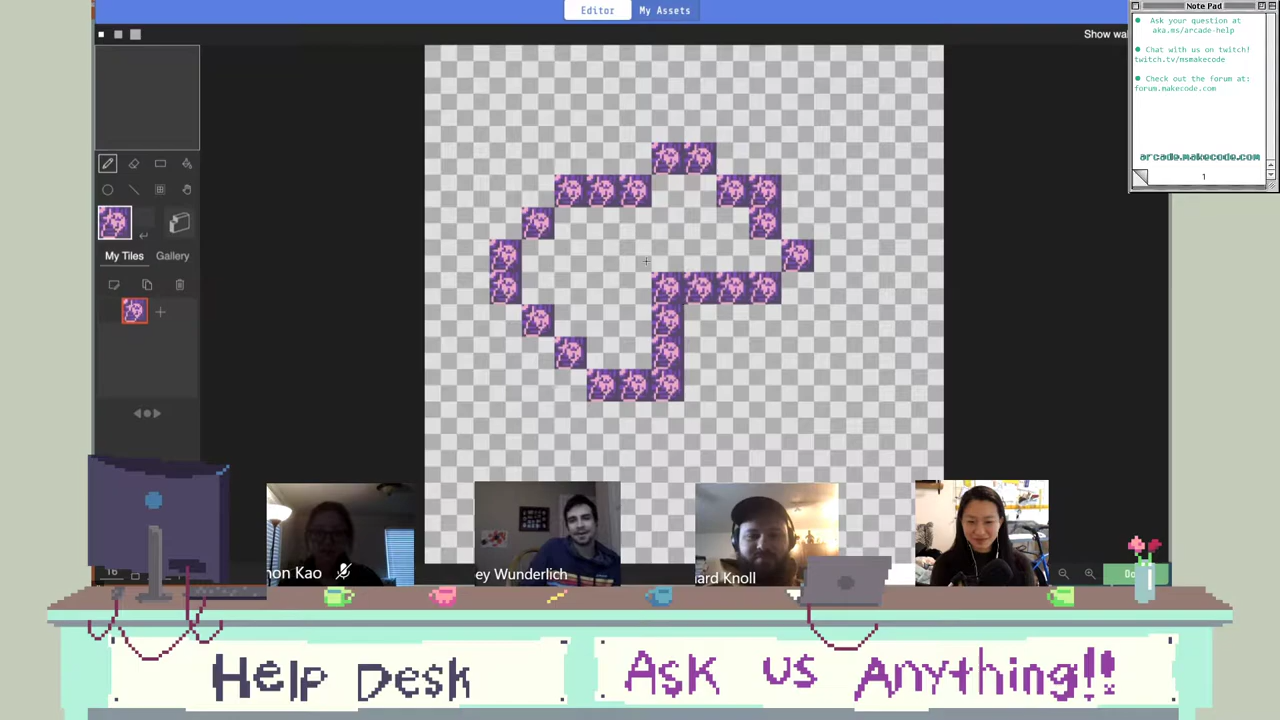 Editor
My Assets
Show wa
Note Pad
Ask your question at
aka.ms/arcade-help
Chat with us on twitch!
twitch.tv/msmakecode
Check out the forum at:
forum.makecode.com
arcade.makecode.com
1
My Tiles
Gallery
16
non Kao
ey Wunderlich
ard Knoll
Do
Help Desk
Ask us Anything!!